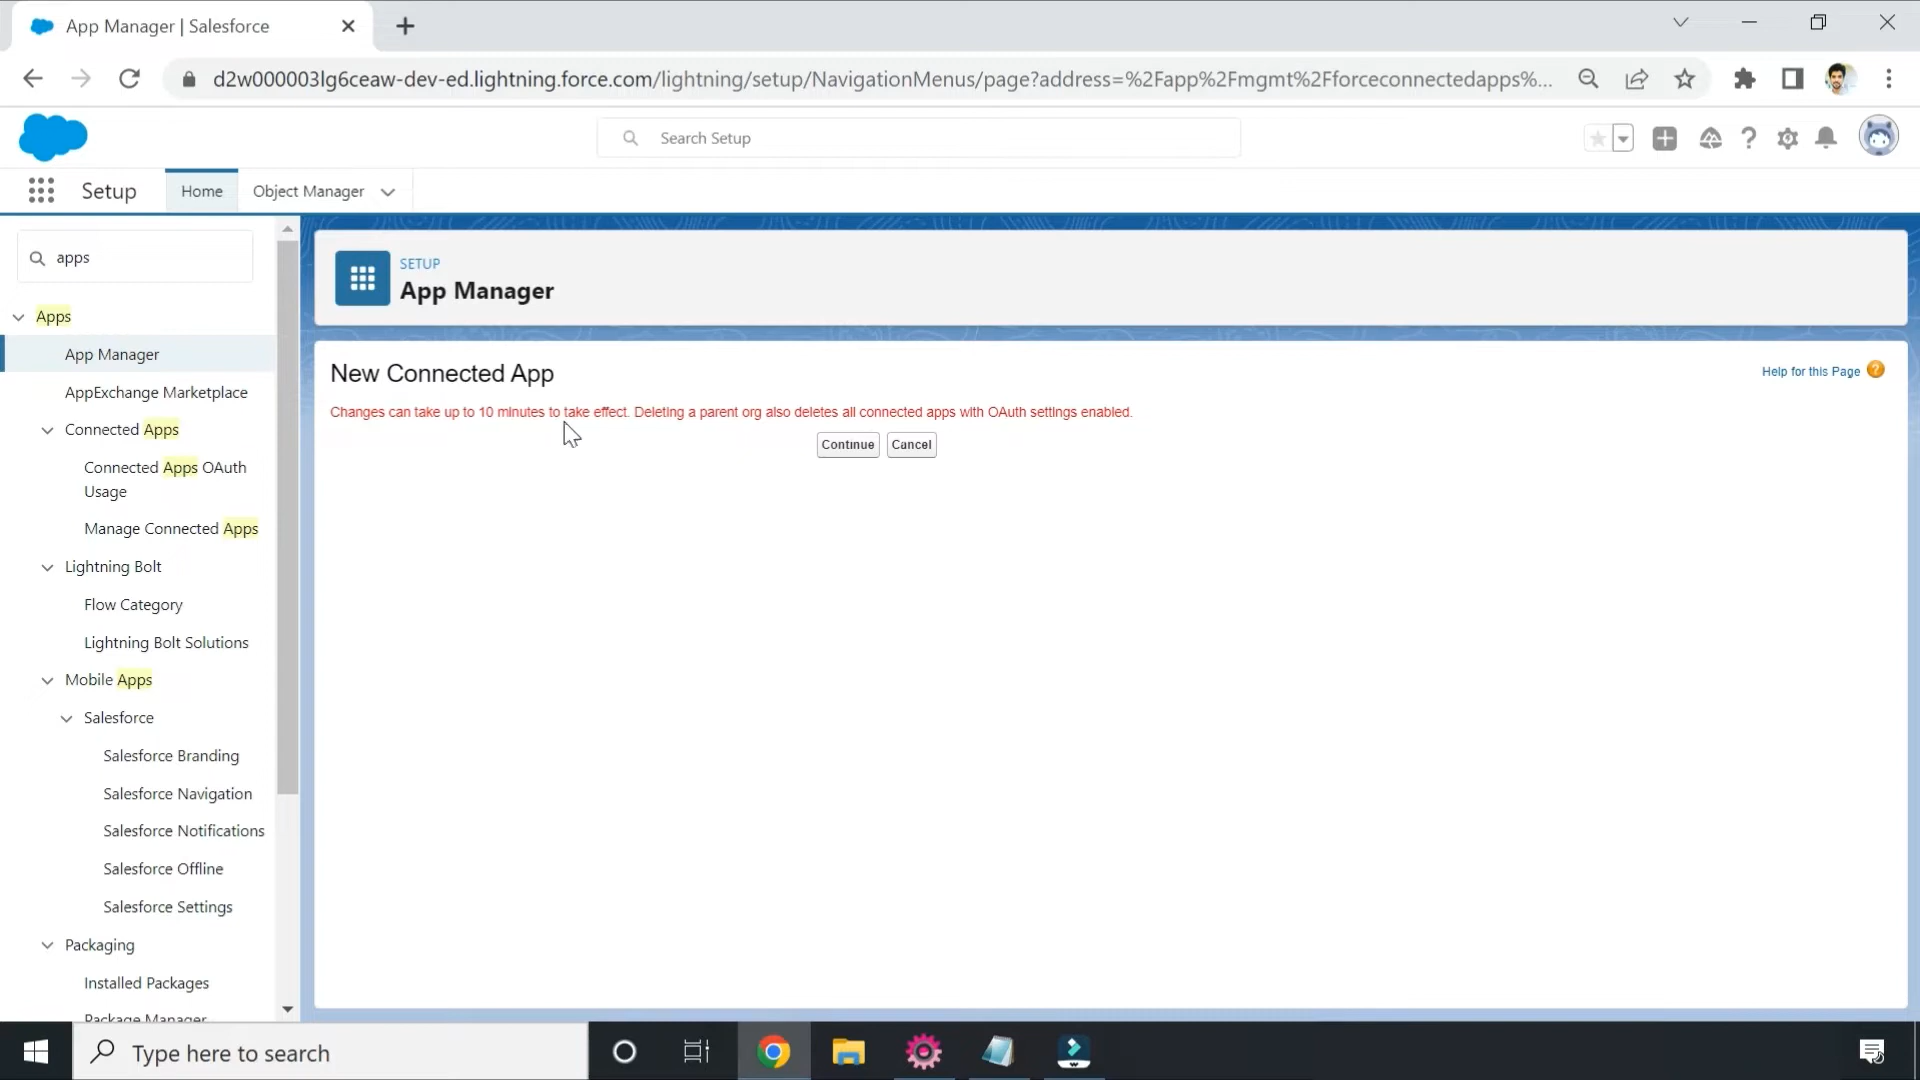 App Manager | Salesforce
d2w000003lg6ceaw-dev-ed.lightning.force.com/lightning/setup/NavigationMenus/page?address=%2Fapp%2Fmgmt%2Fforceconnectedapps%...
Search Setup
Setup
Home
Object Manager
apps
SETUP
App Manager
Apps
App Manager
AppExchange Marketplace
Connected Apps
Connected Apps OAuth
Usage
Manage Connected Apps
Lightning Bolt
Flow Category
Lightning Bolt Solutions
Mobile Apps
Salesforce
Salesforce Branding
Salesforce Navigation
Salesforce Notifications
Salesforce Offline
Salesforce Settings
Packaging
Installed Packages
Package Manager
New Connected App
Help for this Page
Changes can take up to 10 minutes to take effect. Deleting a parent org also deletes all connected apps with OAuth settings enabled.
Continue
Cancel
Type here to search